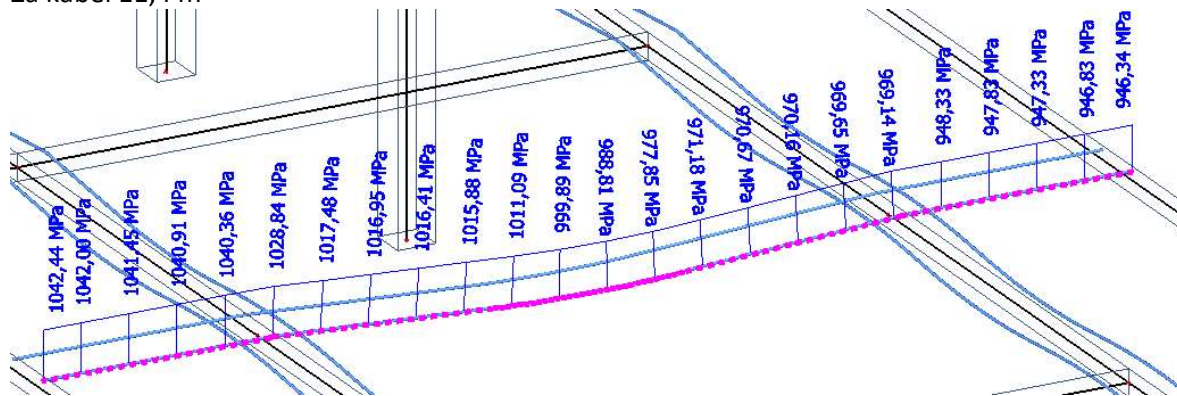 Za kabel
1042,44 MPa
1042,00 MPa
1041,45 MPa
1040,91 MPa
1040,36 MPa
1028,84 MPa
1017,48 MPa
1016,95 MPa
1016,41 MPa
1015,88 MPa
1011,09 MPa
999,89 MPa
988,81 MPa
977,85 MPa
971,18 MPa
970,67 MPa
970,16 MPa
969,65 MPa
969,14 MPa
948,33 MPa
947,83 MPa
947,33 MPa
946,83 MPa
946,34 MPa